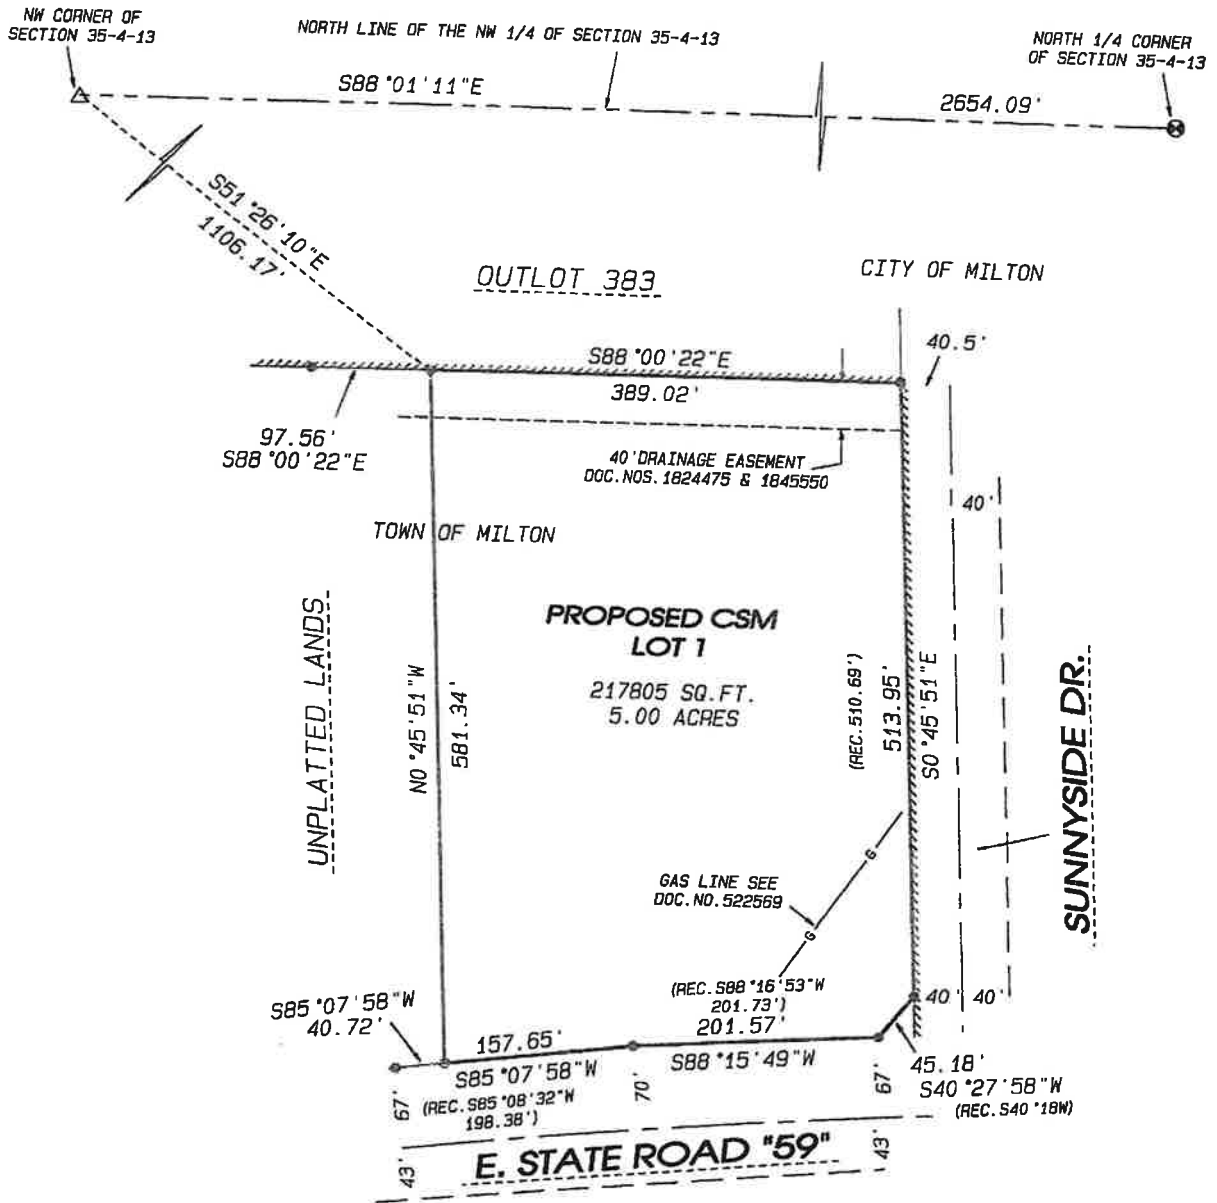 NW CORNER OF
SECTION 35-4-13
NORTH LINE OF THE NW 1/4 OF SECTION 35-4-13
NORTH 1/4 CORNER
OF SECTION 35-4-13
S88°01'11"E
2654.09'
S51°26'10"E
1106.17'
OUTLOT 383
CITY OF MILTON
S88°00'22"E
389.02'
40.5'
97.56'
S88°00'22"E
40'DRAINAGE EASEMENT
DOC.NOS.1824475 & 1845550
40'
TOWN OF MILTON
PROPOSED CSM
LOT 1
217805 SQ.FT.
5.00 ACRES
UNPLATTED LANDS
N0°45'51"W
581.34'
(REC.510.69')
513.95'
S0°45'51"E
SUNNYSIDE DR.
GAS LINE SEE
DOC.NO.522569
G
G
(REC.S88°16'53"W
201.73')
201.57'
S88°15'49"W
40'
40'
S85°07'58"W
40.72'
157.65'
S85°07'58"W
(REC.S85°08'32"W
198.38')
45.18'
S40°27'58"W
(REC.S40°18W)
67'
70'
67'
43'
43'
E. STATE ROAD "59"